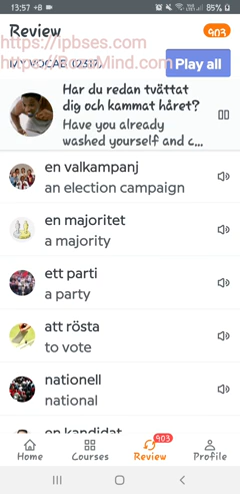 13:57 +B
85%
Review
903
https://ipbses.com
MY VOCAB (2317)
Play all
Har du redan tvättat
dig och kammat håret?
Have you already
washed yourself and c...
en valkampanj
an election campaign
en majoritet
a majority
ett parti
a party
att rösta
to vote
nationell
national
en kandidat
903
Home
Courses
Review
Profile